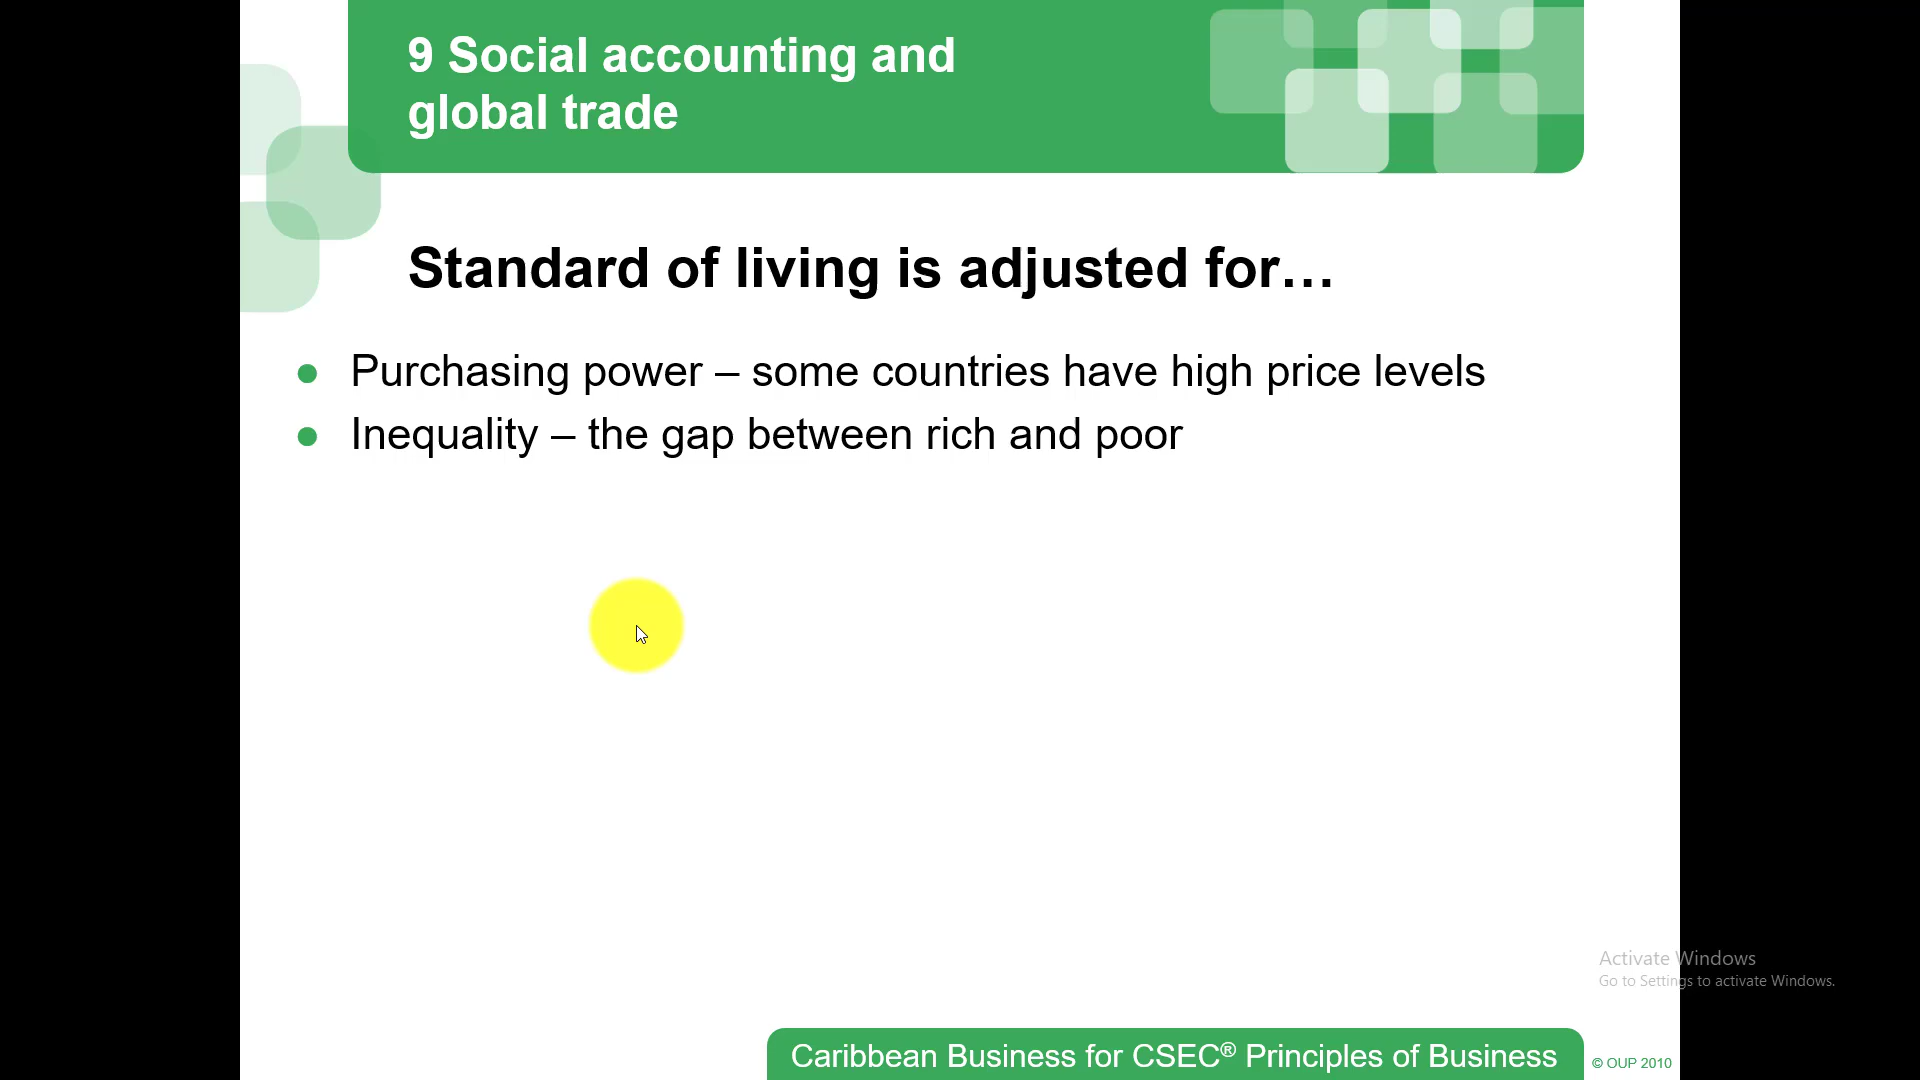 9 Social accounting and
global trade
Standard of living is adjusted for…
● Purchasing power – some countries have high price levels
● Inequality – the gap between rich and poor
Activate Windows
Go to Settings to activate Windows.
Caribbean Business for CSEC® Principles of Business
© OUP 2010